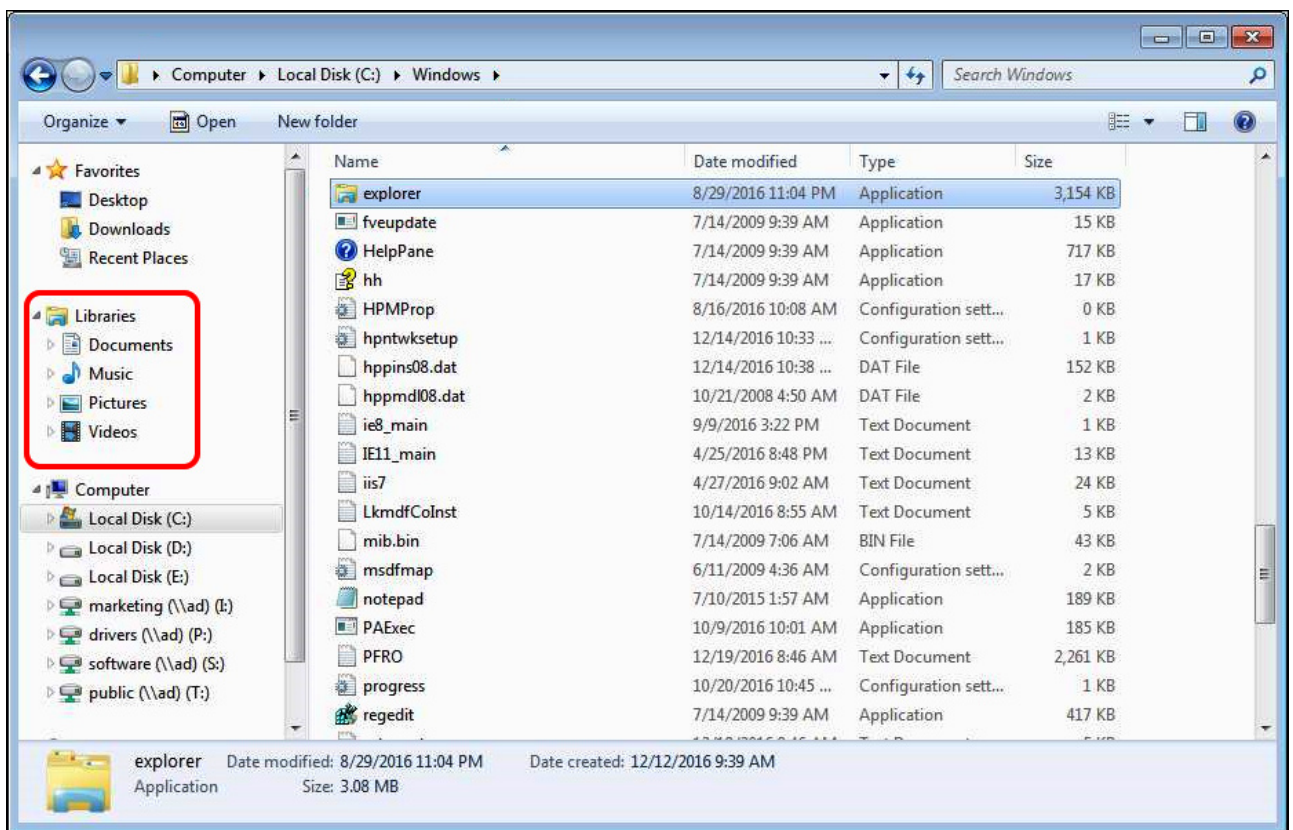 Computer Local Disk (C:) Windows Search Windows
Organize Open New folder
Favorites
Desktop
Downloads
Recent Places
Libraries
Documents
Music
Pictures
Videos
Computer
Local Disk (C:)
Local Disk (D:)
Local Disk (E:)
marketing (\\ad) (I:)
drivers (\\ad) (P:)
software (\\ad) (S:)
public (\\ad) (T:)
Name Date modified Type Size
explorer 8/29/2016 11:04 PM Application 3,154 KB
fveupdate 7/14/2009 9:39 AM Application 15 KB
HelpPane 7/14/2009 9:39 AM Application 717 KB
hh 7/14/2009 9:39 AM Application 17 KB
HPMProp 8/16/2016 10:08 AM Configuration sett... 0 KB
hpntwksetup 12/14/2016 10:33 ... Configuration sett... 1 KB
hppins08.dat 12/14/2016 10:38 ... DAT File 152 KB
hppmdl08.dat 10/21/2008 4:50 AM DAT File 2 KB
ie8_main 9/9/2016 3:22 PM Text Document 1 KB
IE11_main 4/25/2016 8:48 PM Text Document 13 KB
iis7 4/27/2016 9:02 AM Text Document 24 KB
LkmdfCoInst 10/14/2016 8:55 AM Text Document 5 KB
mib.bin 7/14/2009 7:06 AM BIN File 43 KB
msdfmap 6/11/2009 4:36 AM Configuration sett... 2 KB
notepad 7/10/2015 1:57 AM Application 189 KB
PAExec 10/9/2016 10:01 AM Application 185 KB
PFRO 12/19/2016 8:46 AM Text Document 2,261 KB
progress 10/20/2016 10:45 ... Configuration sett... 1 KB
regedit 7/14/2009 9:39 AM Application 417 KB
explorer Date modified: 8/29/2016 11:04 PM Date created: 12/12/2016 9:39 AM
Application Size: 3.08 MB